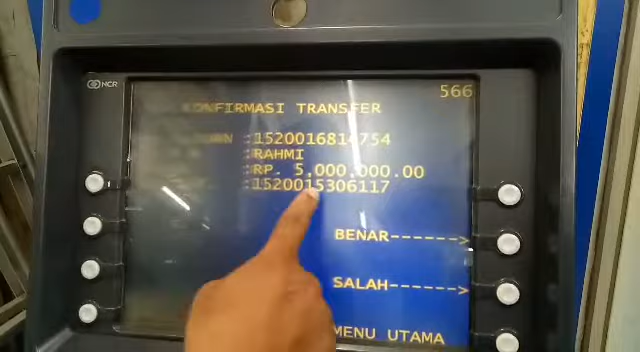 NCR
566
KONFIRMASI TRANSFER
:1520016814754
:RAHMI
:RP. 5,000,000.00
:1520015306117
BENAR------>
SALAH------>
MENU UTAMA